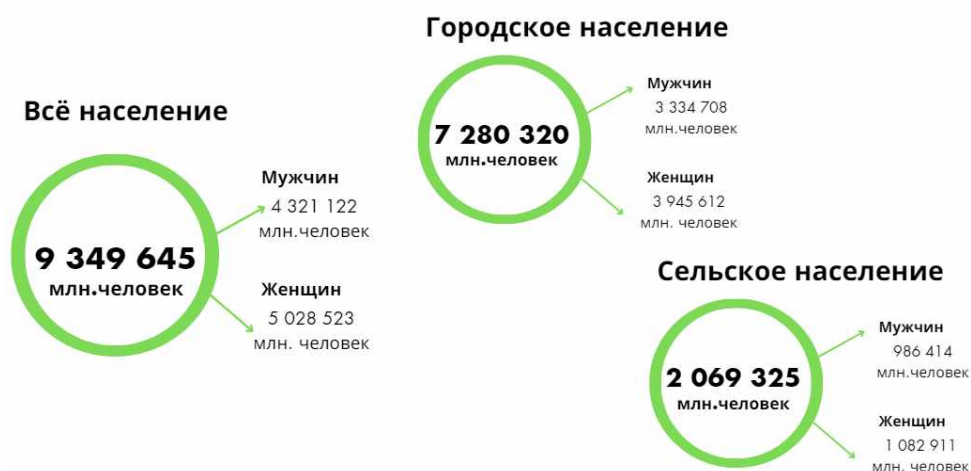 Городское население
7 280 320
млн.человек
Мужчин
3 334 708
млн.человек
Женщин
3 945 612
млн. человек
Всё население
9 349 645
млн.человек
Мужчин
4 321 122
млн.человек
Женщин
5 028 523
млн. человек
Сельское население
2 069 325
млн.человек
Мужчин
986 414
млн.человек
Женщин
1 082 911
млн. человек